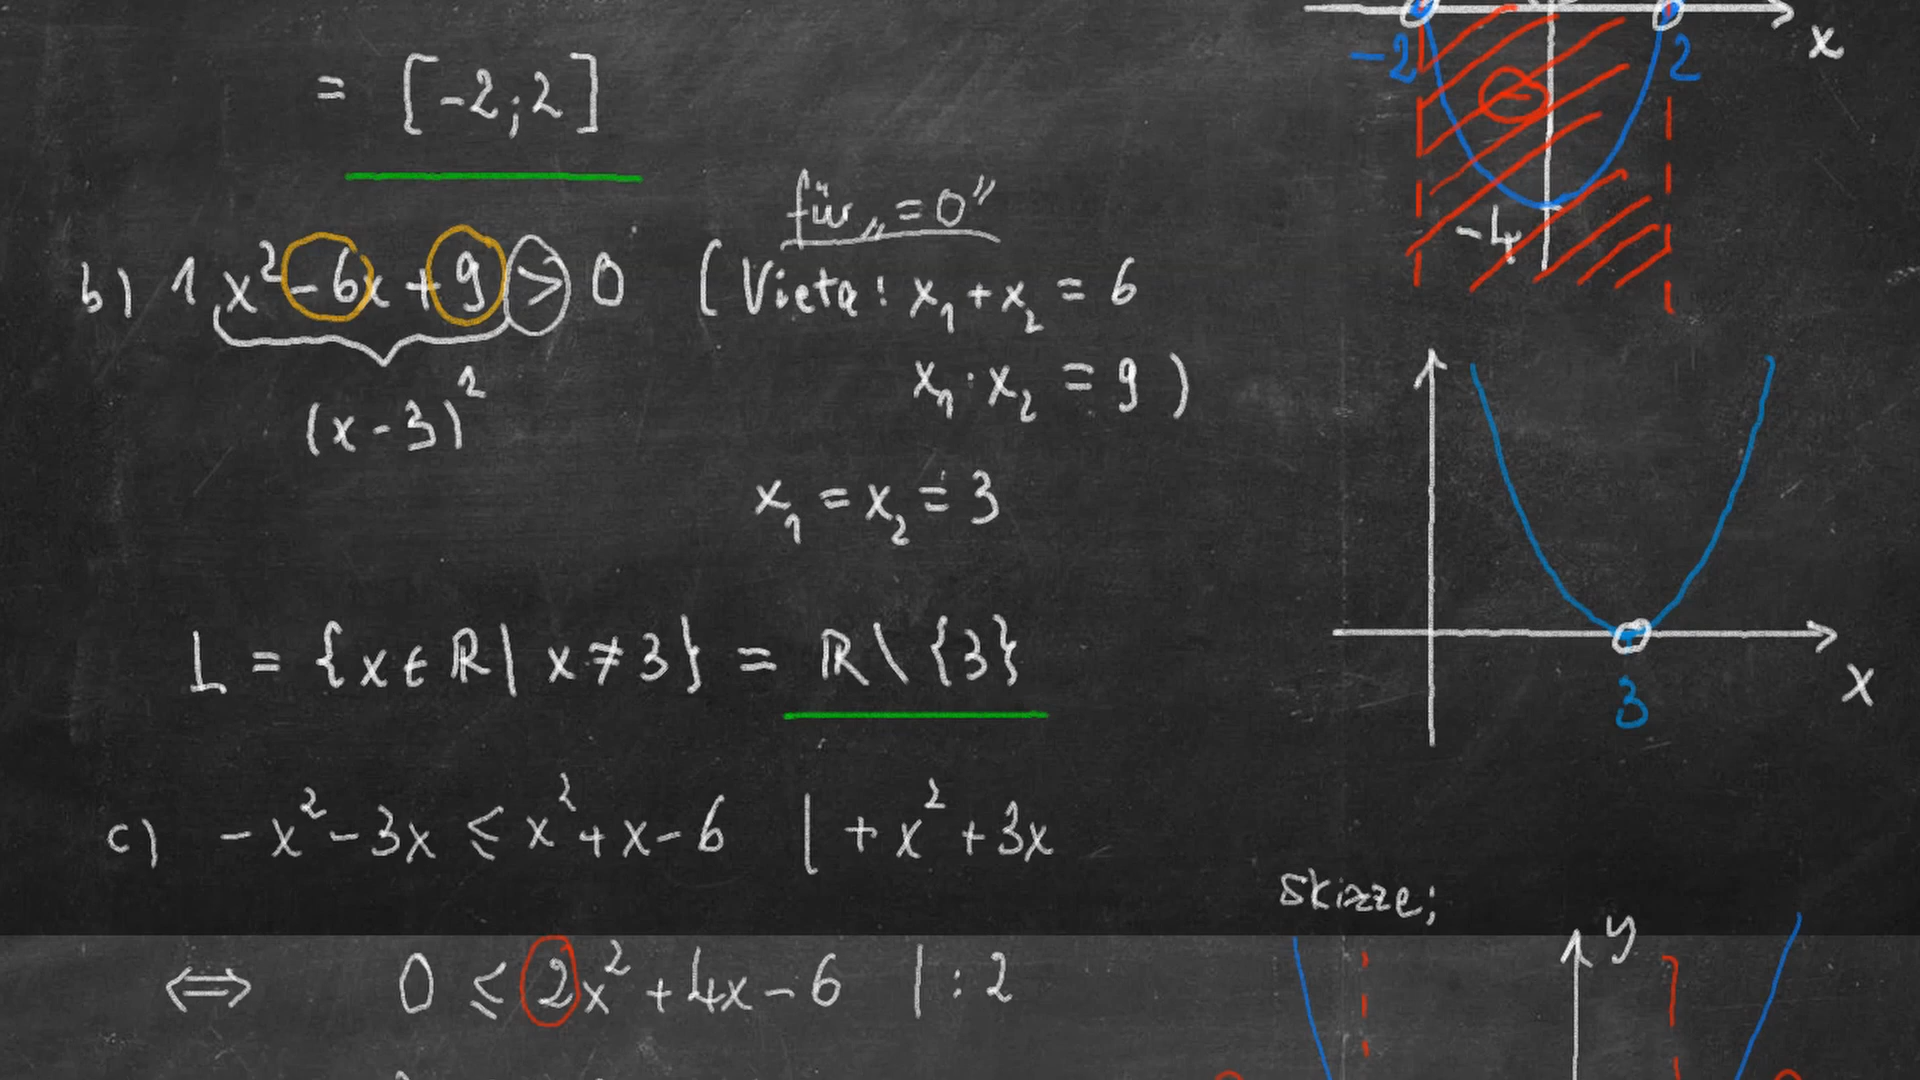 = [-2;2]
-2 2 x
-4
für „= 0"
b) 1x² - 6x + 9 > 0 (Vieta: x₁ + x₂ = 6
(x - 3)² x₁ · x₂ = 9)
x₁ = x₂ = 3
3 x
L = {x ∈ ℝ | x ≠ 3} = ℝ \ {3}
c) -x² - 3x ≤ x² + x - 6 | + x² + 3x
Skizze;
y
⇔ 0 ≤ 2x² + 4x - 6 | : 2